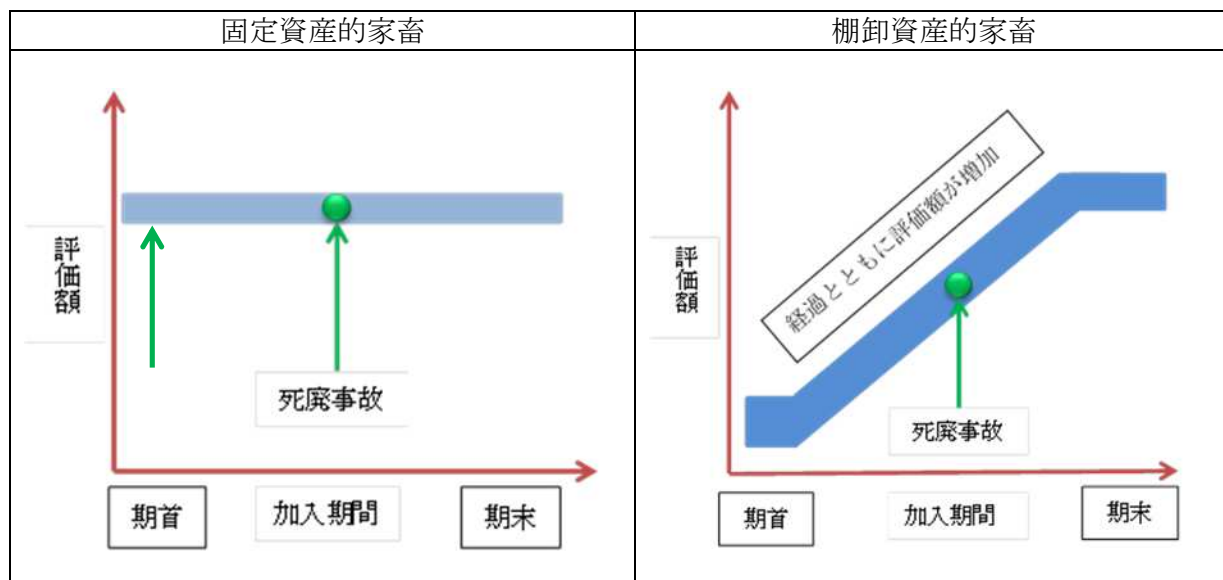 固定資産的家畜
棚卸資産的家畜
評価額
死廃事故
期首
加入期間
期末
経過とともに評価額が増加
評価額
死廃事故
期首
加入期間
期末